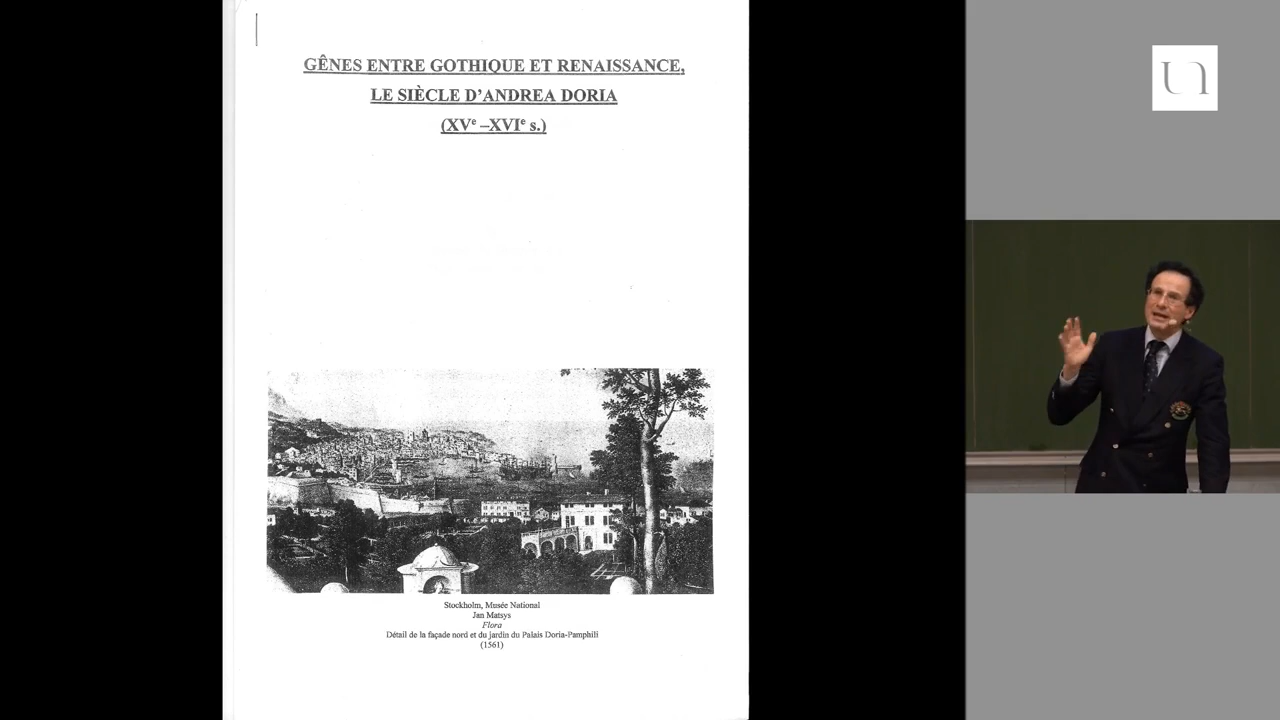 GÊNES ENTRE GOTHIQUE ET RENAISSANCE,
LE SIÈCLE D'ANDREA DORIA
(XVe –XVIe s.)
Stockholm, Musée National
Jan Matsys
Flora
Détail de la façade nord et du jardin du Palais Doria-Pamphili
(1561)